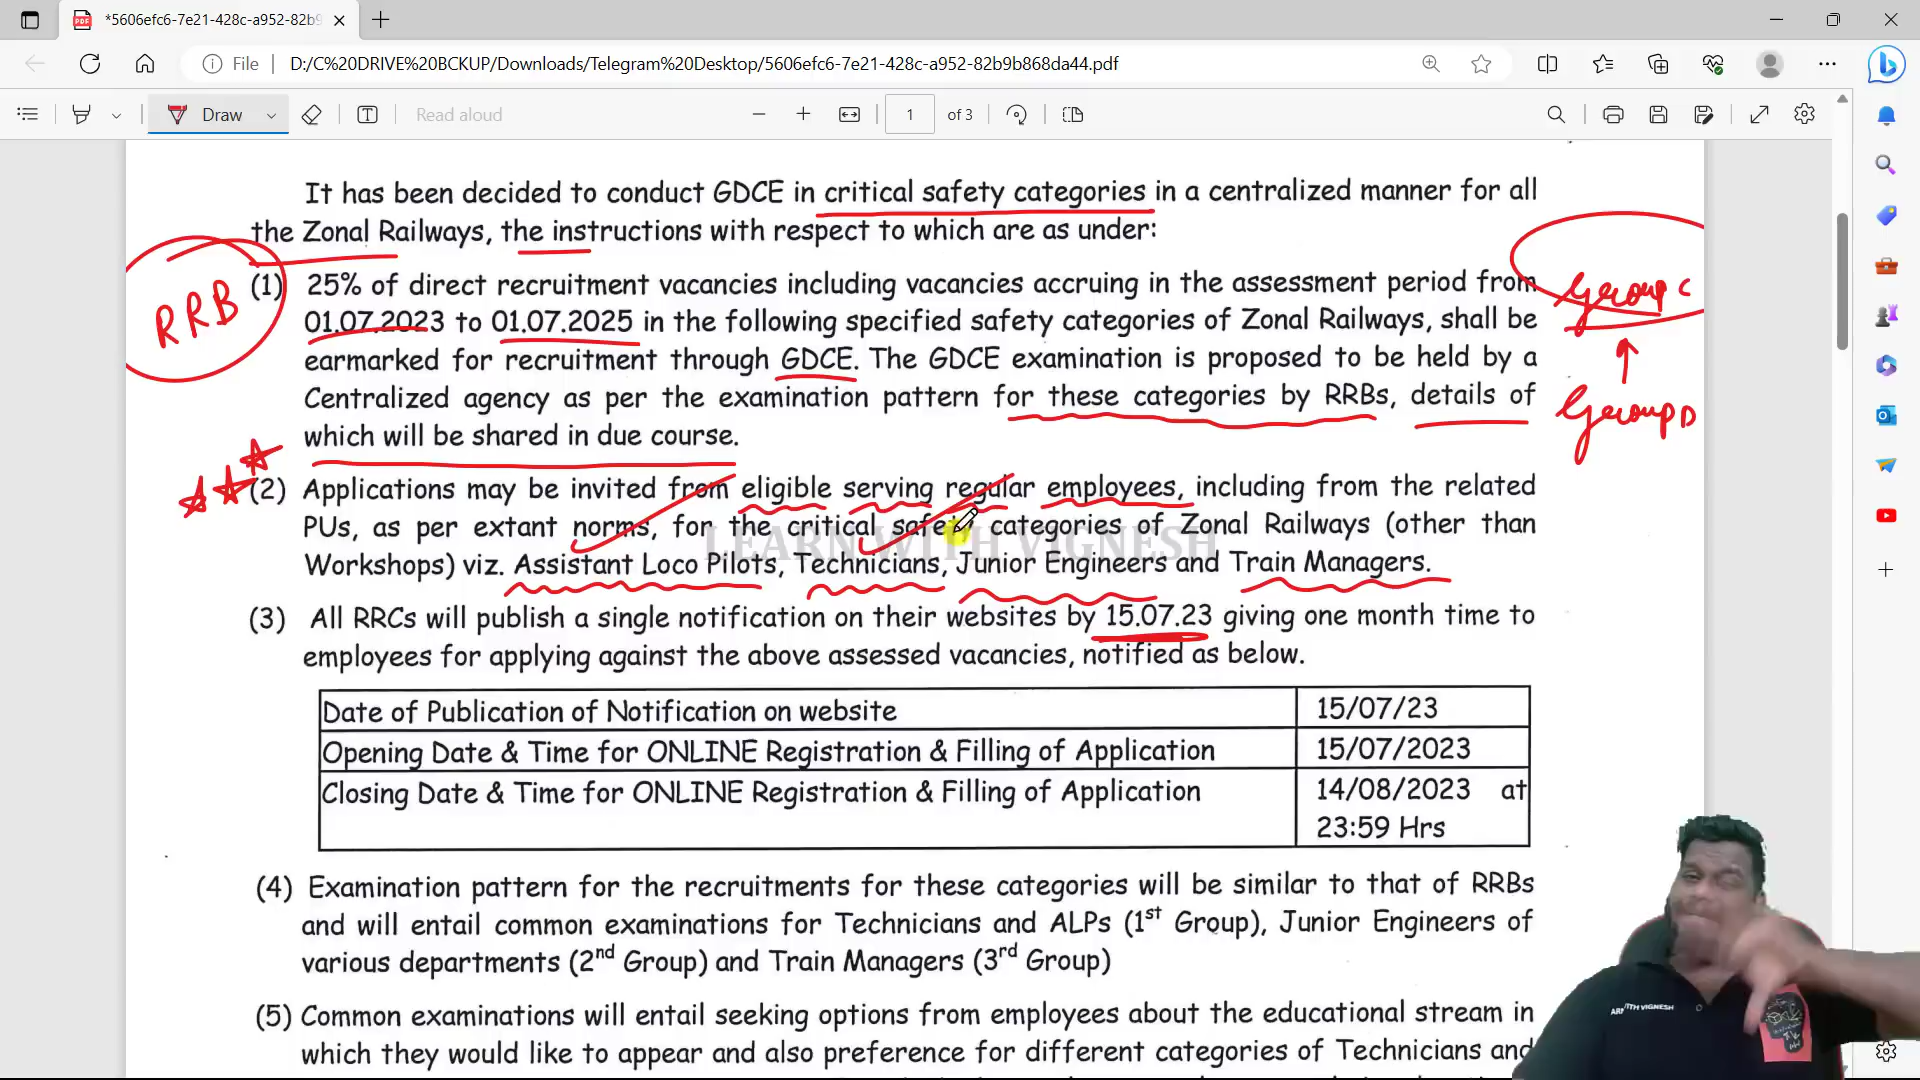 *5606efc6-7e21-428c-a952-82b9
File
D:/C%20DRIVE%20BCKUP/Downloads/Telegram%20Desktop/5606efc6-7e21-428c-a952-82b9b868da44.pdf
Draw
Read aloud
1 of 3
It has been decided to conduct GDCE in critical safety categories in a centralized manner for all
the Zonal Railways, the instructions with respect to which are as under:
(1) 25% of direct recruitment vacancies including vacancies accruing in the assessment period from
01.07.2023 to 01.07.2025 in the following specified safety categories of Zonal Railways, shall be
earmarked for recruitment through GDCE. The GDCE examination is proposed to be held by a
Centralized agency as per the examination pattern for these categories by RRBs, details of
which will be shared in due course.
RRB
Group C
Group D
(2) Applications may be invited from eligible serving regular employees, including from the related
PUs, as per extant norms, for the critical safety categories of Zonal Railways (other than
Workshops) viz. Assistant Loco Pilots, Technicians, Junior Engineers and Train Managers.
LEARN WITH VIGNESH
(3) All RRCs will publish a single notification on their websites by 15.07.23 giving one month time to
employees for applying against the above assessed vacancies, notified as below.
Date of Publication of Notification on website 15/07/23
Opening Date & Time for ONLINE Registration & Filling of Application 15/07/2023
Closing Date & Time for ONLINE Registration & Filling of Application 14/08/2023 at
23:59 Hrs
(4) Examination pattern for the recruitments for these categories will be similar to that of RRBs
and will entail common examinations for Technicians and ALPs (1st Group), Junior Engineers of
various departments (2nd Group) and Train Managers (3rd Group)
(5) Common examinations will entail seeking options from employees about the educational stream in
which they would like to appear and also preference for different categories of Technicians and